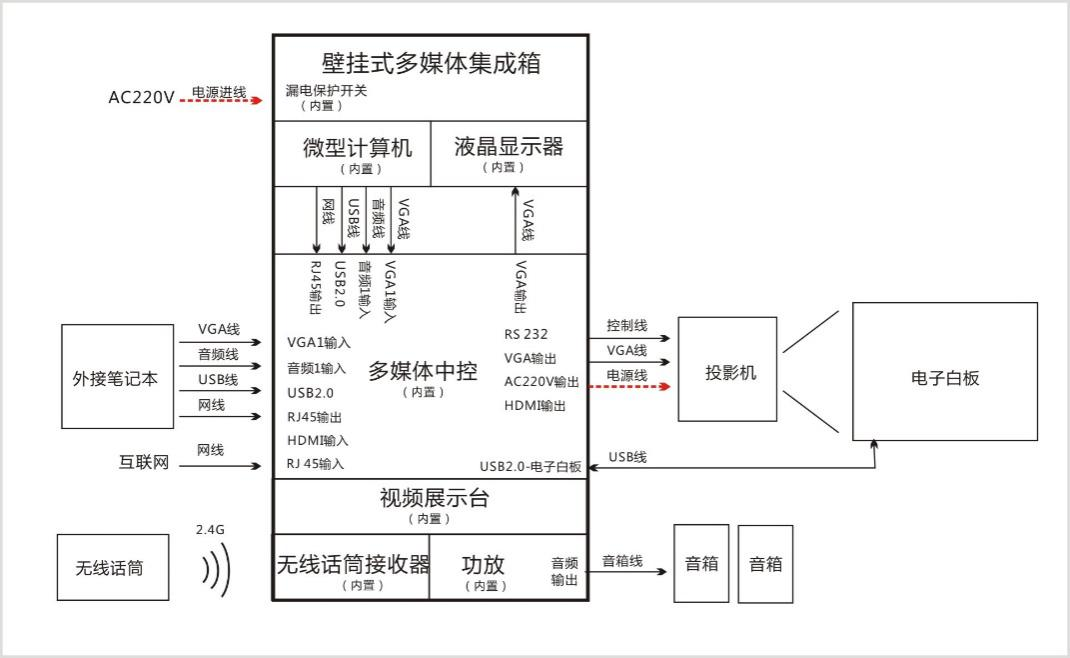 壁挂式多媒体集成箱
AC220V
电源进线
漏电保护开关
（内置）
微型计算机
（内置）
液晶显示器
（内置）
网线
USB线
音频线
VGA线
VGA线
RJ45输出
USB2.0
音频1输入
VGA1输入
VGA输出
外接笔记本
VGA线
音频线
USB线
网线
互联网
网线
VGA1输入
音频1输入
USB2.0
RJ45输出
HDMI输入
RJ 45输入
多媒体中控
（内置）
RS 232
VGA输出
AC220V输出
HDMI输出
USB2.0-电子白板
控制线
VGA线
电源线
USB线
投影机
电子白板
视频展示台
（内置）
无线话筒
2.4G
无线话筒接收器
（内置）
功放
（内置）
音频
输出
音箱线
音箱
音箱